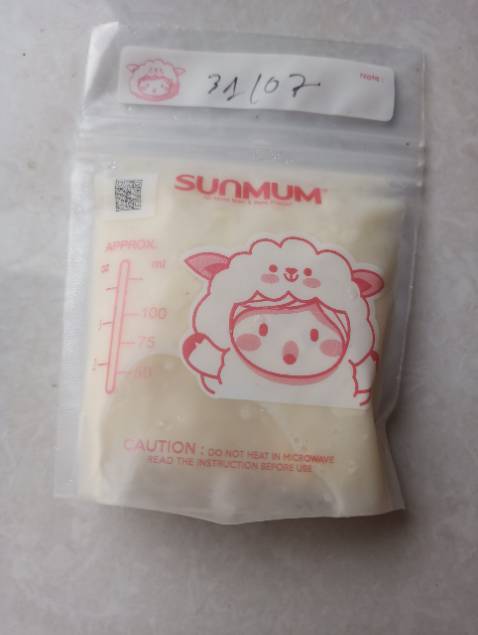 31/07
Note:
SUNMUM
APPROX.
ml
100
75
50
CAUTION : DO NOT HEAT IN MICROWAVE
READ THE INSTRUCTION BEFORE USE